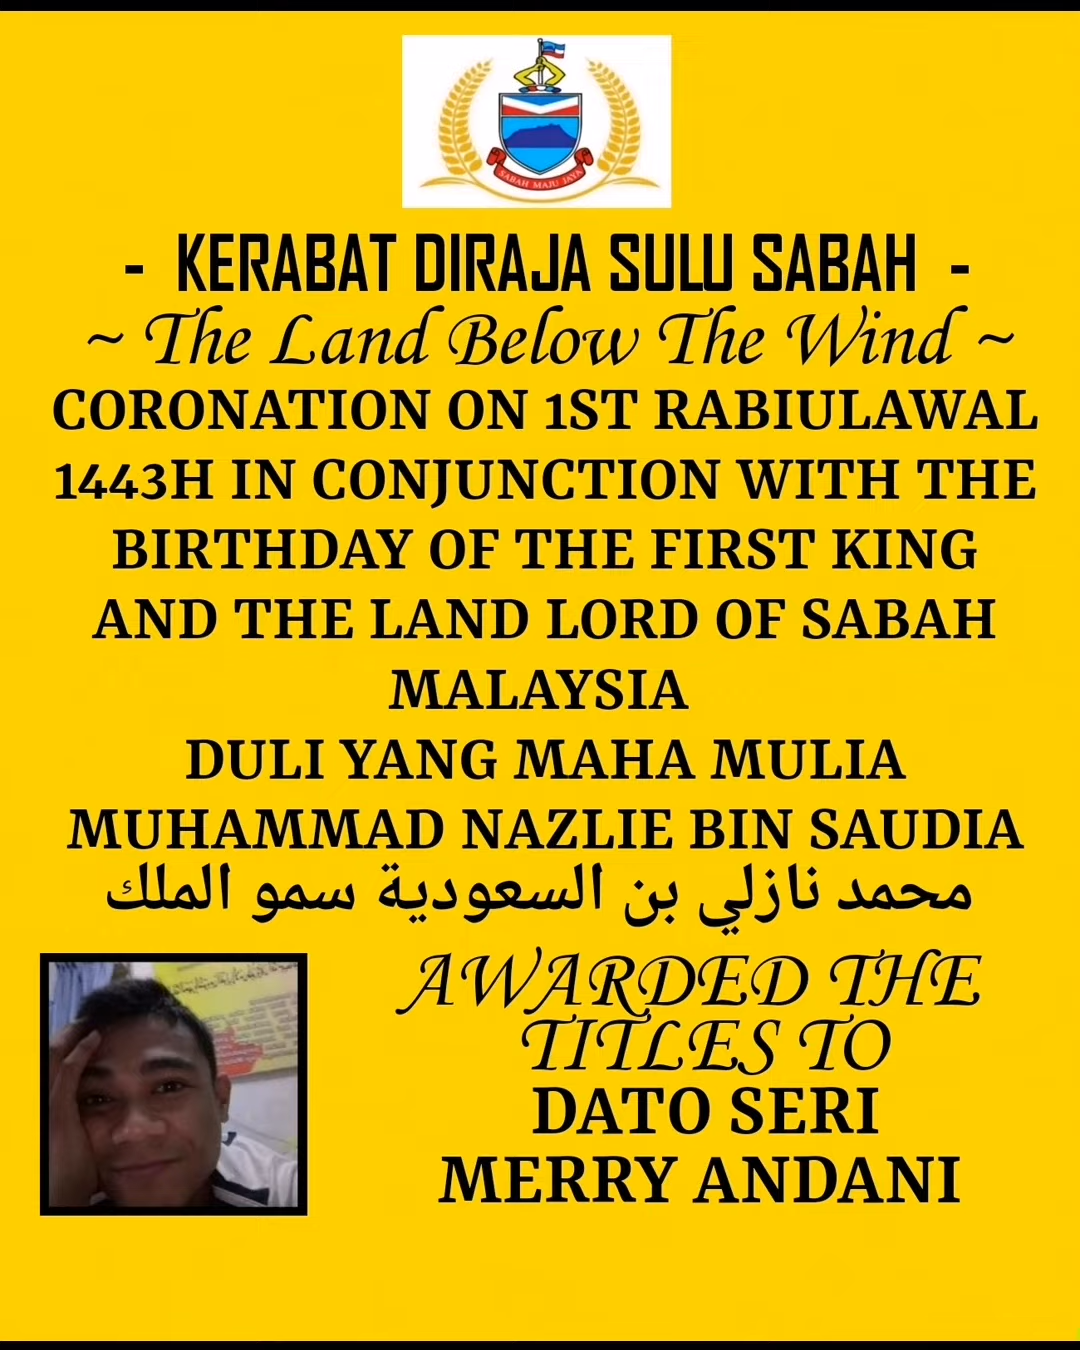 SABAH MAJU JAYA
- KERABAT DIRAJA SULU SABAH -
~ The Land Below The Wind ~
CORONATION ON 1ST RABIULAWAL
1443H IN CONJUNCTION WITH THE
BIRTHDAY OF THE FIRST KING
AND THE LAND LORD OF SABAH
MALAYSIA
DULI YANG MAHA MULIA
MUHAMMAD NAZLIE BIN SAUDIA
محمد نازلي بن السعودية سمو الملك
AWARDED THE
TITLES TO
DATO SERI
MERRY ANDANI